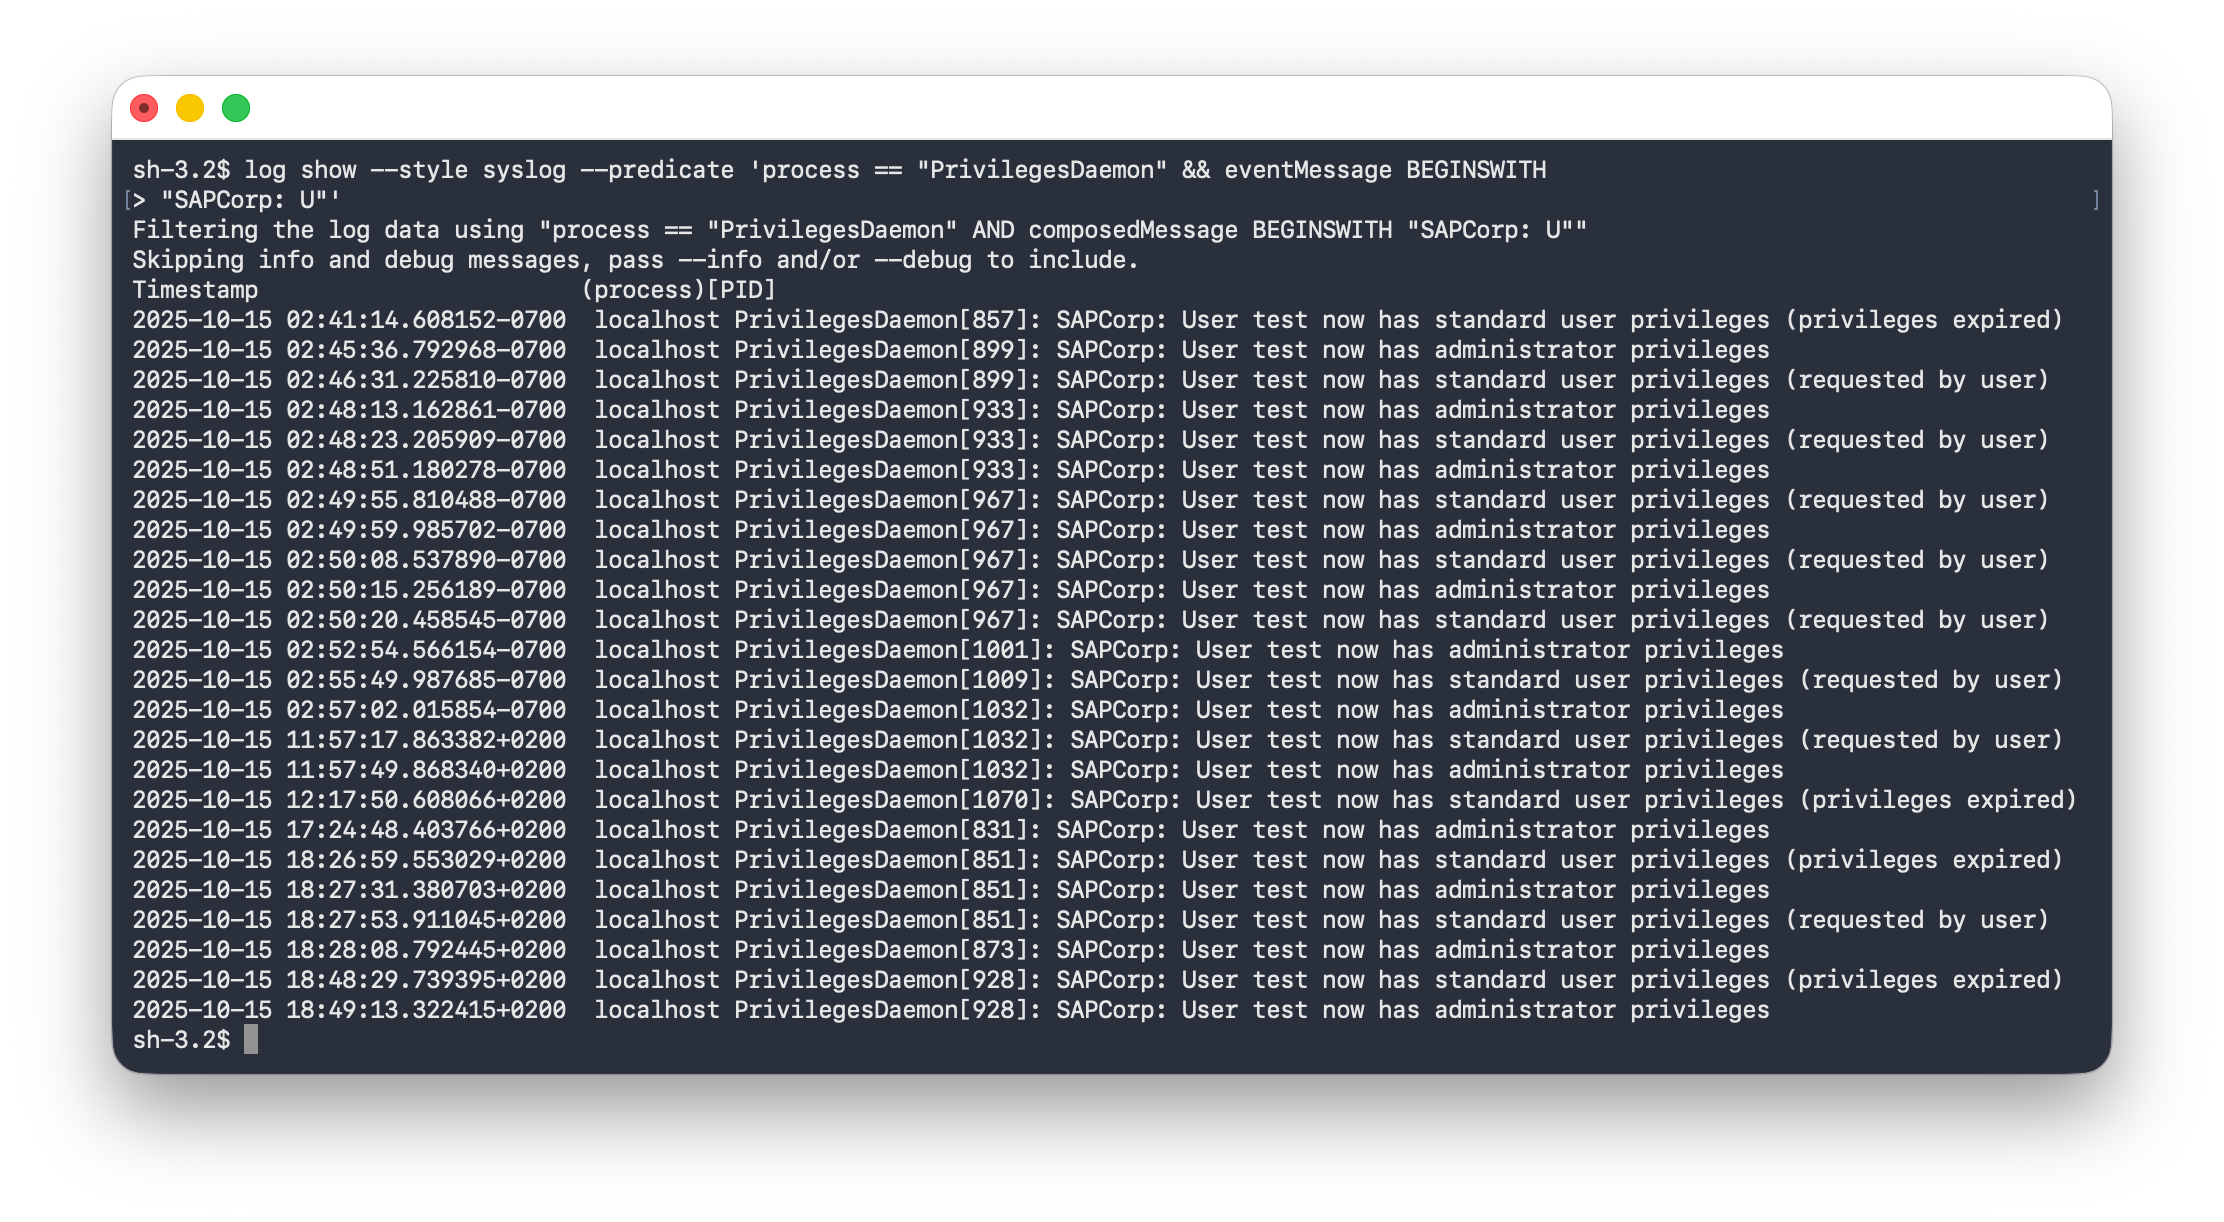 sh-3.2$ log show --style syslog --predicate 'process == "PrivilegesDaemon" && eventMessage BEGINSWITH
[> "SAPCorp: U"' ]
Filtering the log data using "process == "PrivilegesDaemon" AND composedMessage BEGINSWITH "SAPCorp: U""
Skipping info and debug messages, pass --info and/or --debug to include.
Timestamp                       (process)[PID]
2025-10-15 02:41:14.608152-0700  localhost PrivilegesDaemon[857]: SAPCorp: User test now has standard user privileges (privileges expired)
2025-10-15 02:45:36.792968-0700  localhost PrivilegesDaemon[899]: SAPCorp: User test now has administrator privileges
2025-10-15 02:46:31.225810-0700  localhost PrivilegesDaemon[899]: SAPCorp: User test now has standard user privileges (requested by user)
2025-10-15 02:48:13.162861-0700  localhost PrivilegesDaemon[933]: SAPCorp: User test now has administrator privileges
2025-10-15 02:48:23.205909-0700  localhost PrivilegesDaemon[933]: SAPCorp: User test now has standard user privileges (requested by user)
2025-10-15 02:48:51.180278-0700  localhost PrivilegesDaemon[933]: SAPCorp: User test now has administrator privileges
2025-10-15 02:49:55.810488-0700  localhost PrivilegesDaemon[967]: SAPCorp: User test now has standard user privileges (requested by user)
2025-10-15 02:49:59.985702-0700  localhost PrivilegesDaemon[967]: SAPCorp: User test now has administrator privileges
2025-10-15 02:50:08.537890-0700  localhost PrivilegesDaemon[967]: SAPCorp: User test now has standard user privileges (requested by user)
2025-10-15 02:50:15.256189-0700  localhost PrivilegesDaemon[967]: SAPCorp: User test now has administrator privileges
2025-10-15 02:50:20.458545-0700  localhost PrivilegesDaemon[967]: SAPCorp: User test now has standard user privileges (requested by user)
2025-10-15 02:52:54.566154-0700  localhost PrivilegesDaemon[1001]: SAPCorp: User test now has administrator privileges
2025-10-15 02:55:49.987685-0700  localhost PrivilegesDaemon[1009]: SAPCorp: User test now has standard user privileges (requested by user)
2025-10-15 02:57:02.015854-0700  localhost PrivilegesDaemon[1032]: SAPCorp: User test now has administrator privileges
2025-10-15 11:57:17.863382+0200  localhost PrivilegesDaemon[1032]: SAPCorp: User test now has standard user privileges (requested by user)
2025-10-15 11:57:49.868340+0200  localhost PrivilegesDaemon[1032]: SAPCorp: User test now has administrator privileges
2025-10-15 12:17:50.608066+0200  localhost PrivilegesDaemon[1070]: SAPCorp: User test now has standard user privileges (privileges expired)
2025-10-15 17:24:48.403766+0200  localhost PrivilegesDaemon[831]: SAPCorp: User test now has administrator privileges
2025-10-15 18:26:59.553029+0200  localhost PrivilegesDaemon[851]: SAPCorp: User test now has standard user privileges (privileges expired)
2025-10-15 18:27:31.380703+0200  localhost PrivilegesDaemon[851]: SAPCorp: User test now has administrator privileges
2025-10-15 18:27:53.911045+0200  localhost PrivilegesDaemon[851]: SAPCorp: User test now has standard user privileges (requested by user)
2025-10-15 18:28:08.792445+0200  localhost PrivilegesDaemon[873]: SAPCorp: User test now has administrator privileges
2025-10-15 18:48:29.739395+0200  localhost PrivilegesDaemon[928]: SAPCorp: User test now has standard user privileges (privileges expired)
2025-10-15 18:49:13.322415+0200  localhost PrivilegesDaemon[928]: SAPCorp: User test now has administrator privileges
sh-3.2$